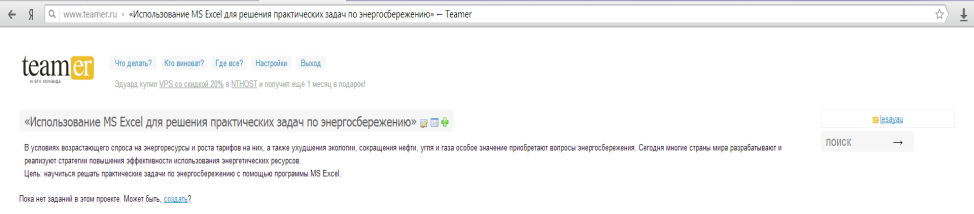 www.teamer.ru › «Использование MS Excel для решения практических задач по энергосбережению» ← Teamer
teamer
и его команда
Что делать? Кто виноват? Где все? Настройки Выход
Эдуард купил VPS со скидкой 20% в NTHOST и получил ещё 1 месяц в подарок!
«Использование MS Excel для решения практических задач по энергосбережению»
lesayau
ПОИСК →
В условиях возрастающего спроса на энергоресурсы и роста тарифов на них, а также ухудшения экологии, сокращения нефти, угля и газа особое значение приобретают вопросы энергосбережения. Сегодня многие страны мира разрабатывают и
реализуют стратегии повышения эффективности использования энергетических ресурсов.
Цель: научиться решать практические задачи по энергосбережению с помощью программы MS Excel.
Пока нет заданий в этом проекте. Может быть, создать?